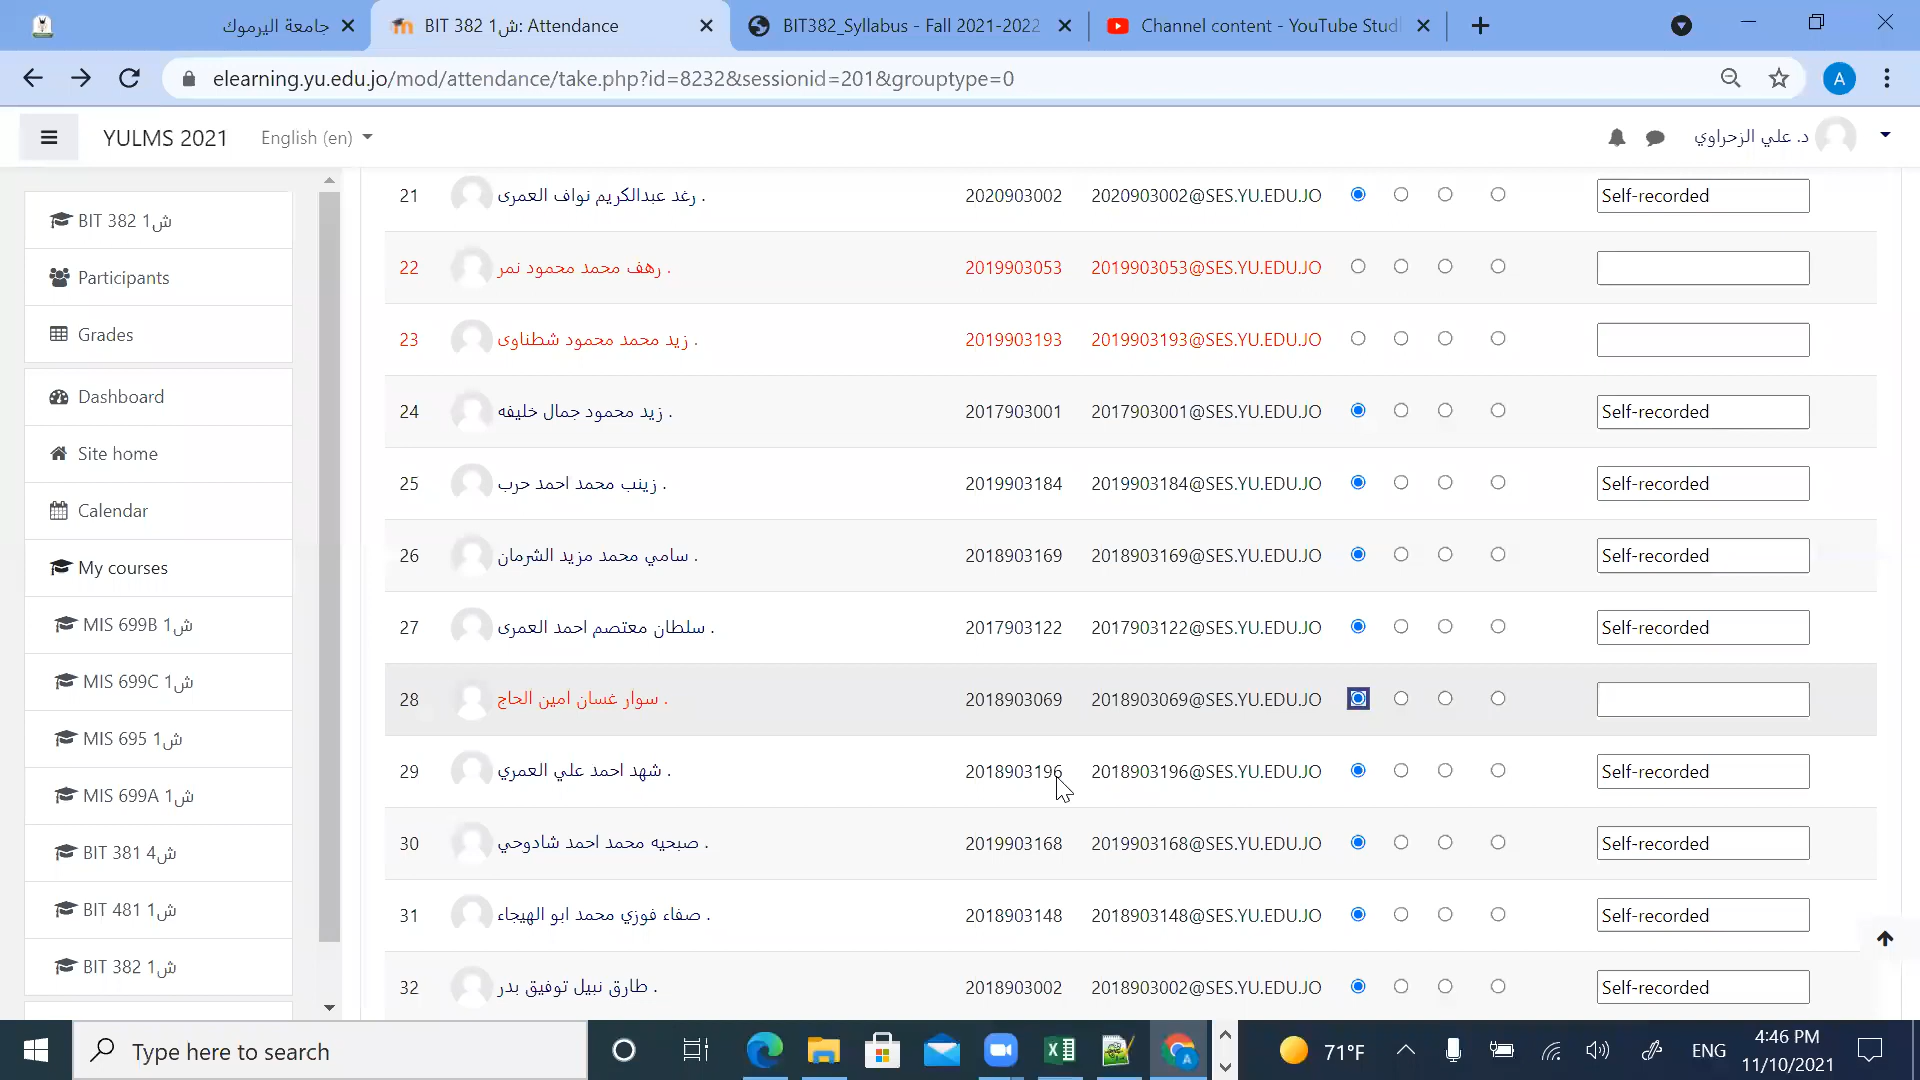 جامعة اليرموك
BIT 382 ش1: Attendance
BIT382_Syllabus - Fall 2021-2022
Channel content - YouTube Studi
elearning.yu.edu.jo/mod/attendance/take.php?id=8232&sessionid=201&grouptype=0
A
YULMS 2021
English (en)
د. علي الزحراوي
BIT 382 ش1
Participants
Grades
Dashboard
Site home
Calendar
My courses
MIS 699B ش1
MIS 699C ش1
MIS 695 ش1
MIS 699A ش1
BIT 381 ش4
BIT 481 ش1
BIT 382 ش1
21 رغد عبدالكريم نواف العمرى . 2020903002 2020903002@SES.YU.EDU.JO Self-recorded
22 رهف محمد محمود نمر . 2019903053 2019903053@SES.YU.EDU.JO
23 زيد محمد محمود شطناوى . 2019903193 2019903193@SES.YU.EDU.JO
24 زيد محمود جمال خليفه . 2017903001 2017903001@SES.YU.EDU.JO Self-recorded
25 زينب محمد احمد حرب . 2019903184 2019903184@SES.YU.EDU.JO Self-recorded
26 سامي محمد مزيد الشرمان . 2018903169 2018903169@SES.YU.EDU.JO Self-recorded
27 سلطان معتصم احمد العمرى . 2017903122 2017903122@SES.YU.EDU.JO Self-recorded
28 سوار غسان امين الحاج . 2018903069 2018903069@SES.YU.EDU.JO
29 شهد احمد علي العمري . 2018903196 2018903196@SES.YU.EDU.JO Self-recorded
30 صبحيه محمد احمد شادوحي . 2019903168 2019903168@SES.YU.EDU.JO Self-recorded
31 صفاء فوزي محمد ابو الهيجاء . 2018903148 2018903148@SES.YU.EDU.JO Self-recorded
32 طارق نبيل توفيق بدر . 2018903002 2018903002@SES.YU.EDU.JO Self-recorded
Type here to search
71°F
ENG
4:46 PM
11/10/2021